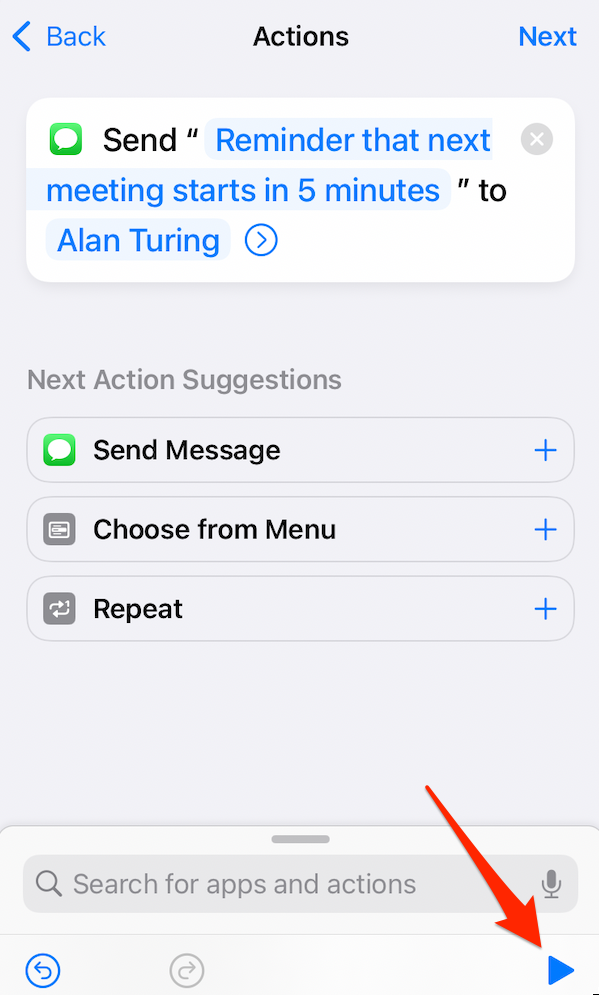 Back Actions Next
Send “ Reminder that next
meeting starts in 5 minutes ” to
Alan Turing
Next Action Suggestions
Send Message
Choose from Menu
Repeat
Search for apps and actions